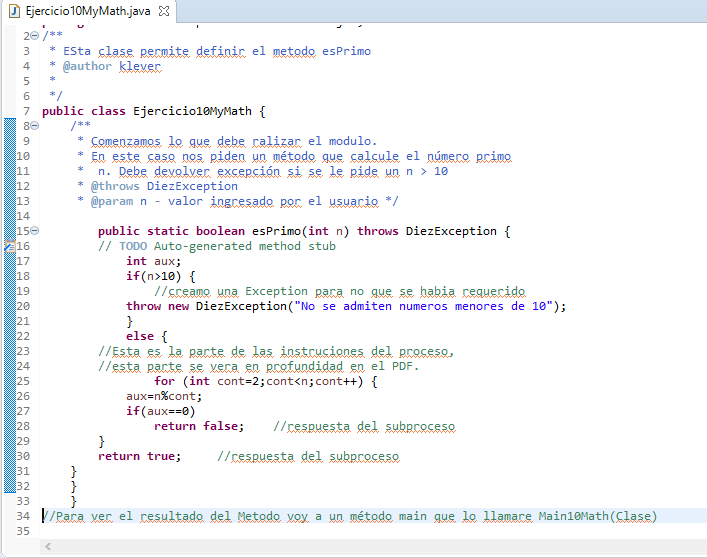 Ejercicio10MyMath.java
2 /**
3  * ESta clase permite definir el metodo esPrimo
4  * @author klever
5  *
6  */
7 public class Ejercicio10MyMath {
8     /**
9      * Comenzamos lo que debe ralizar el modulo.
10      * En este caso nos piden un método que calcule el número primo
11      *  n. Debe devolver excepción si se le pide un n > 10
12      * @throws DiezException
13      * @param n - valor ingresado por el usuario */
14
15         public static boolean esPrimo(int n) throws DiezException {
16         // TODO Auto-generated method stub
17             int aux;
18             if(n>10) {
19                 //creamo una Exception para no que se habia requerido
20             throw new DiezException("No se admiten numeros menores de 10");
21             }
22             else {
23         //Esta es la parte de las instruciones del proceso,
24         //esta parte se vera en profundidad en el PDF.
25                 for (int cont=2;cont<n;cont++) {
26             aux=n%cont;
27             if(aux==0)
28                 return false;    //respuesta del subproceso
29         }
30         return true;     //respuesta del subproceso
31     }
32     }
33     }
34 //Para ver el resultado del Metodo voy a un método main que lo llamare Main10Math(Clase)
35